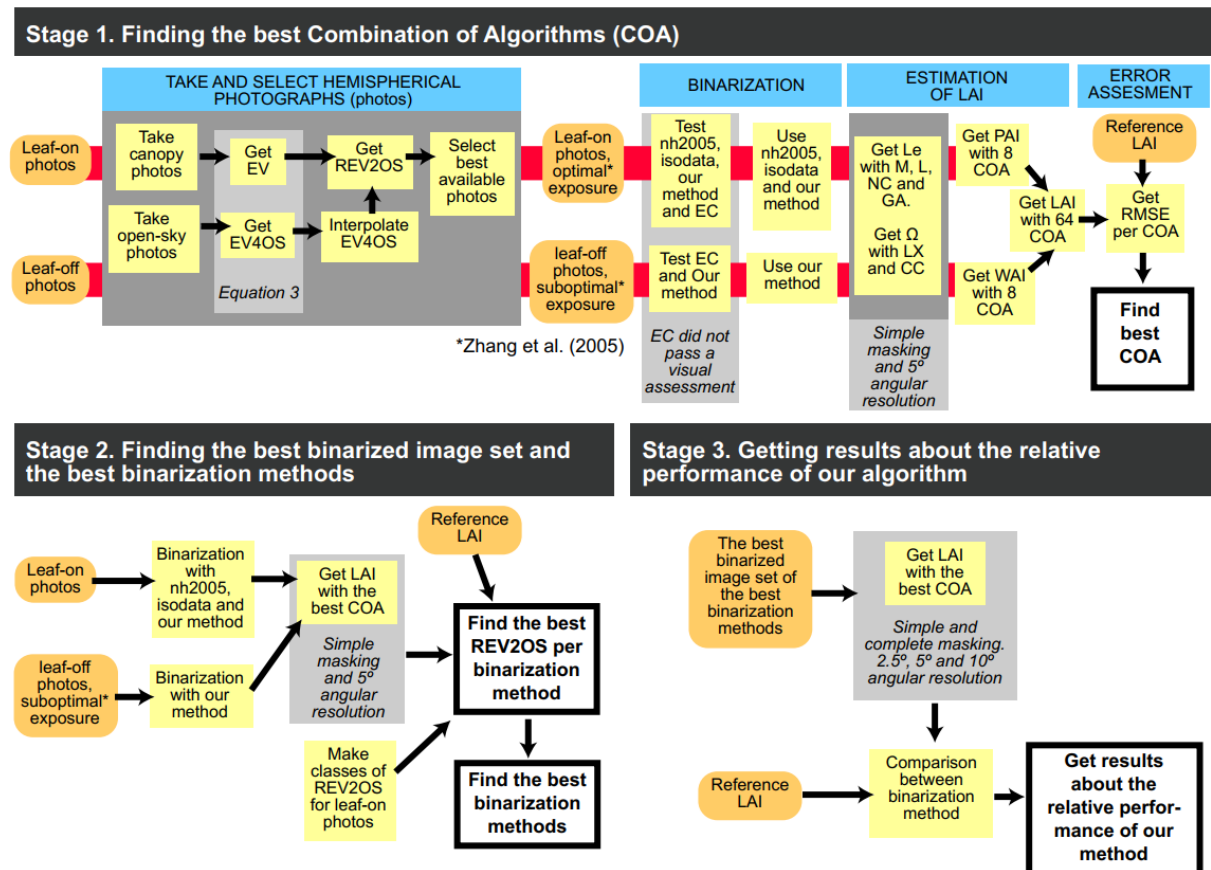 Stage 1. Finding the best Combination of Algorithms (COA)
TAKE AND SELECT HEMISPHERICAL
PHOTOGRAPHS (photos)
BINARIZATION
ESTIMATION
OF LAI
ERROR
ASSESMENT
Leaf-on
photos
Take
canopy
photos
Get
EV
Get
REV2OS
Select
best
available
photos
Leaf-on
photos,
optimal*
exposure
Test
nh2005,
isodata,
our
method
and EC
Use
nh2005,
isodata
and our
method
Get Le
with M, L,
NC and
GA.
Get Ω
with LX
and CC
Get PAI
with 8
COA
Reference
LAI
Get LAI
with 64
COA
Get
RMSE
per COA
Leaf-off
photos
Take
open-sky
photos
Get
EV4OS
Interpolate
EV4OS
Equation 3
leaf-off
photos,
suboptimal*
exposure
Test EC
and Our
method
Use our
method
Get WAI
with 8
COA
Find
best
COA
*Zhang et al. (2005)
EC did not
pass a
visual
assessment
Simple
masking
and 5º
angular
resolution
Stage 2. Finding the best binarized image set and
the best binarization methods
Reference
LAI
Leaf-on
photos
Binarization
with
nh2005,
isodata and
our method
Get LAI
with the
best COA
Simple
masking
and 5º
angular
resolution
Find the best
REV2OS per
binarization
method
leaf-off
photos,
suboptimal*
exposure
Binarization
with our
method
Make
classes of
REV2OS
for leaf-on
photos
Find the best
binarization
methods
Stage 3. Getting results about the relative
performance of our algorithm
The best
binarized
image set of
the best
binarization
methods
Get LAI
with the
best COA
Simple and
complete masking.
2.5º, 5º and 10º
angular resolution
Reference
LAI
Comparison
between
binarization
method
Get results
about the
relative perfor-
mance of our
method